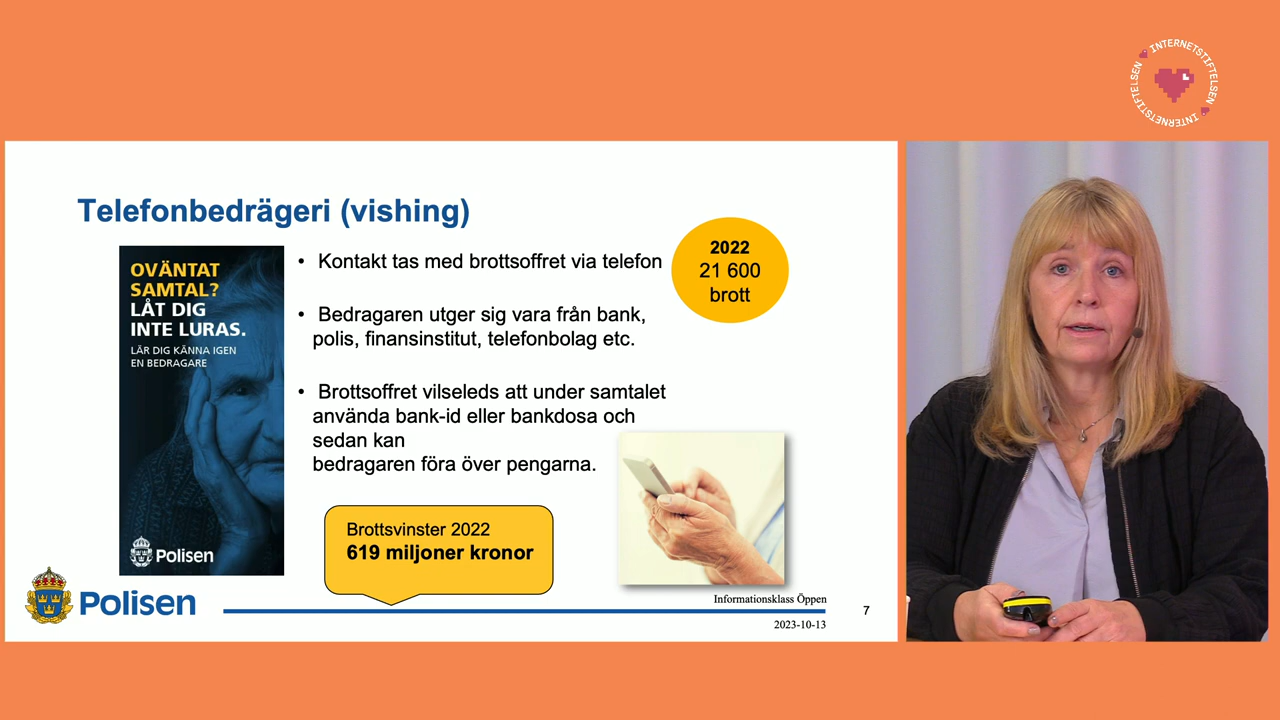 INTERNETSTIFTELSEN
INTERNETSTIFTELSEN
Telefonbedrägeri (vishing)
OVÄNTAT
SAMTAL?
LÅT DIG
INTE LURAS.
LÄR DIG KÄNNA IGEN
EN BEDRAGARE
Polisen
• Kontakt tas med brottsoffret via telefon
• Bedragaren utger sig vara från bank,
polis, finansinstitut, telefonbolag etc.
• Brottsoffret vilseleds att under samtalet
använda bank-id eller bankdosa och
sedan kan
bedragaren föra över pengarna.
2022
21 600
brott
Brottsvinster 2022
619 miljoner kronor
Polisen
Informationsklass Öppen
2023-10-13
7